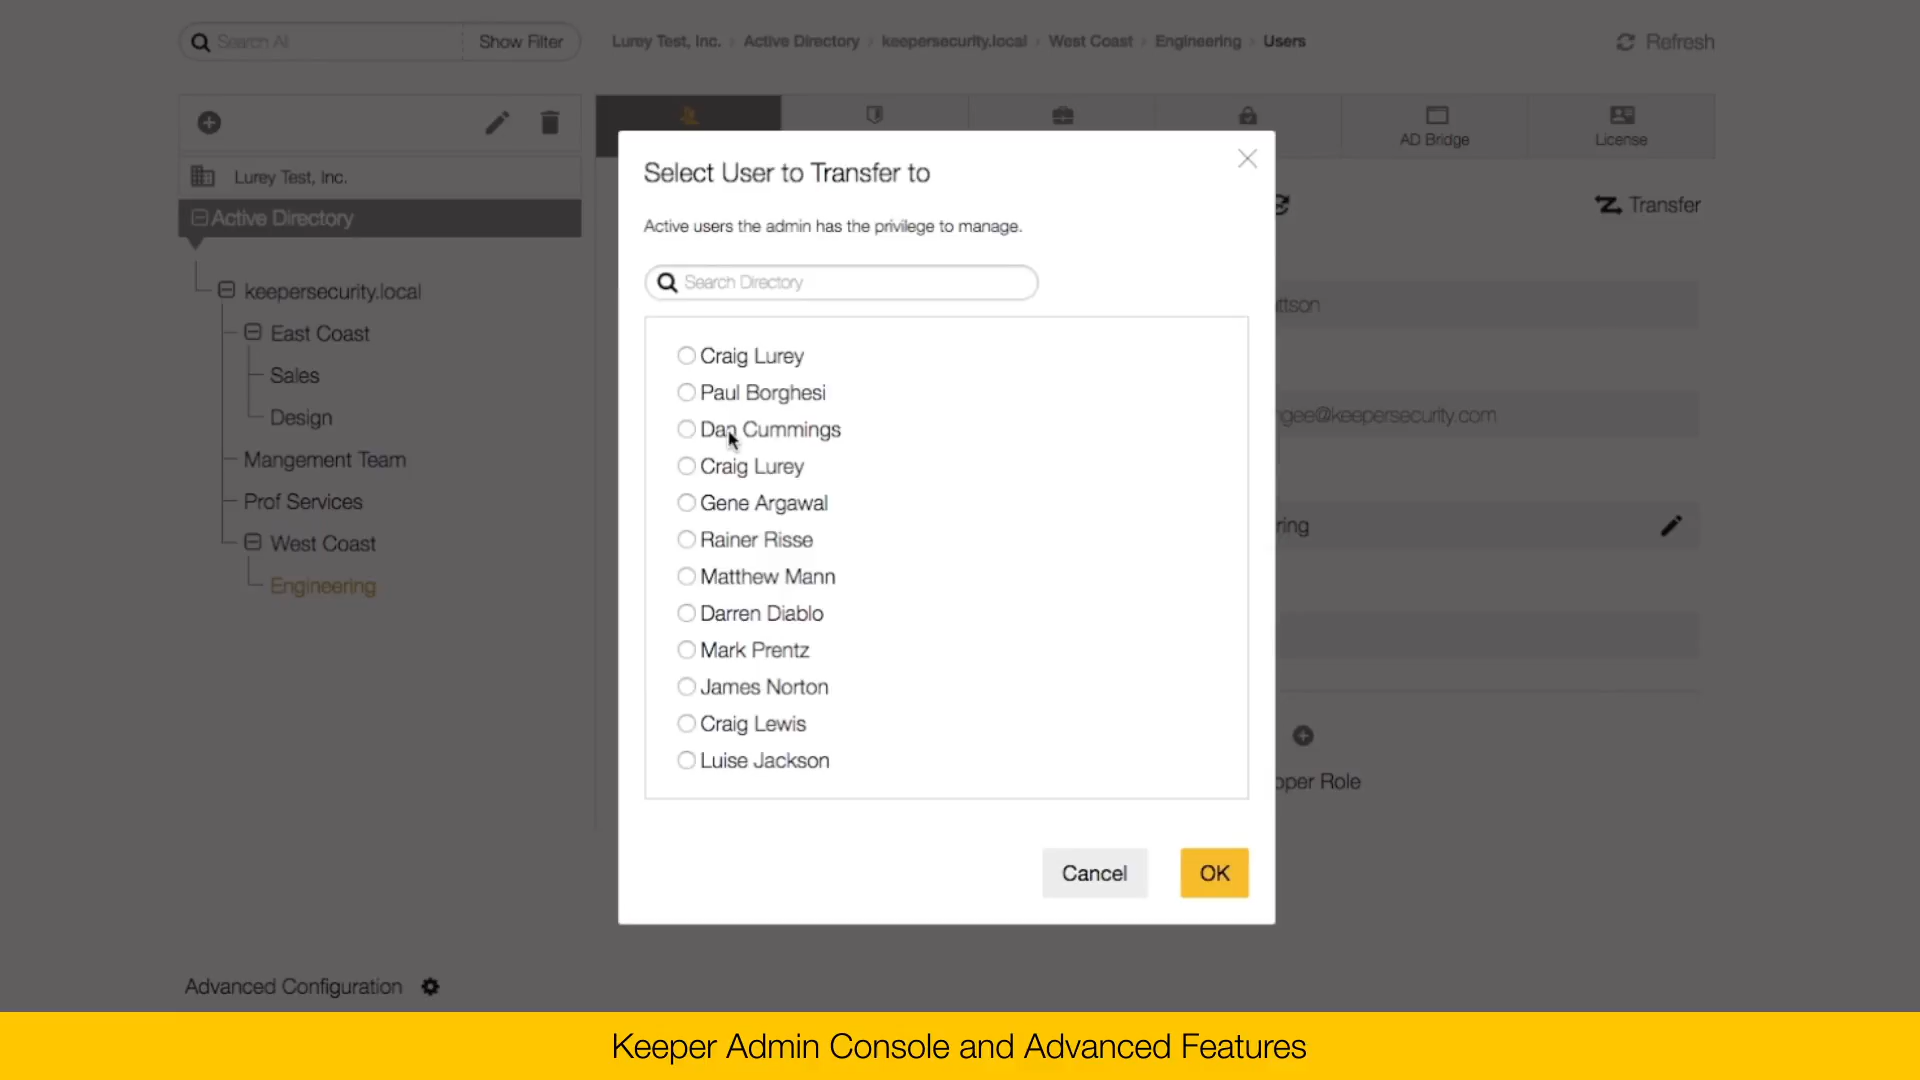 Search All
Show Filter
Lurey Test, Inc. › Active Directory › keepersecurity.local › West Coast › Engineering › Users
Refresh
AD Bridge
License
Lurey Test, Inc.
Active Directory
keepersecurity.local
East Coast
Sales
Design
Mangement Team
Prof Services
West Coast
Engineering
Advanced Configuration
Select User to Transfer to
Active users the admin has the privilege to manage.
Search Directory
Craig Lurey
Paul Borghesi
Dan Cummings
Craig Lurey
Gene Argawal
Rainer Risse
Matthew Mann
Darren Diablo
Mark Prentz
James Norton
Craig Lewis
Luise Jackson
Cancel
OK
Transfer
ttson
gee@keepersecurity.com
ring
oper Role
Keeper Admin Console and Advanced Features